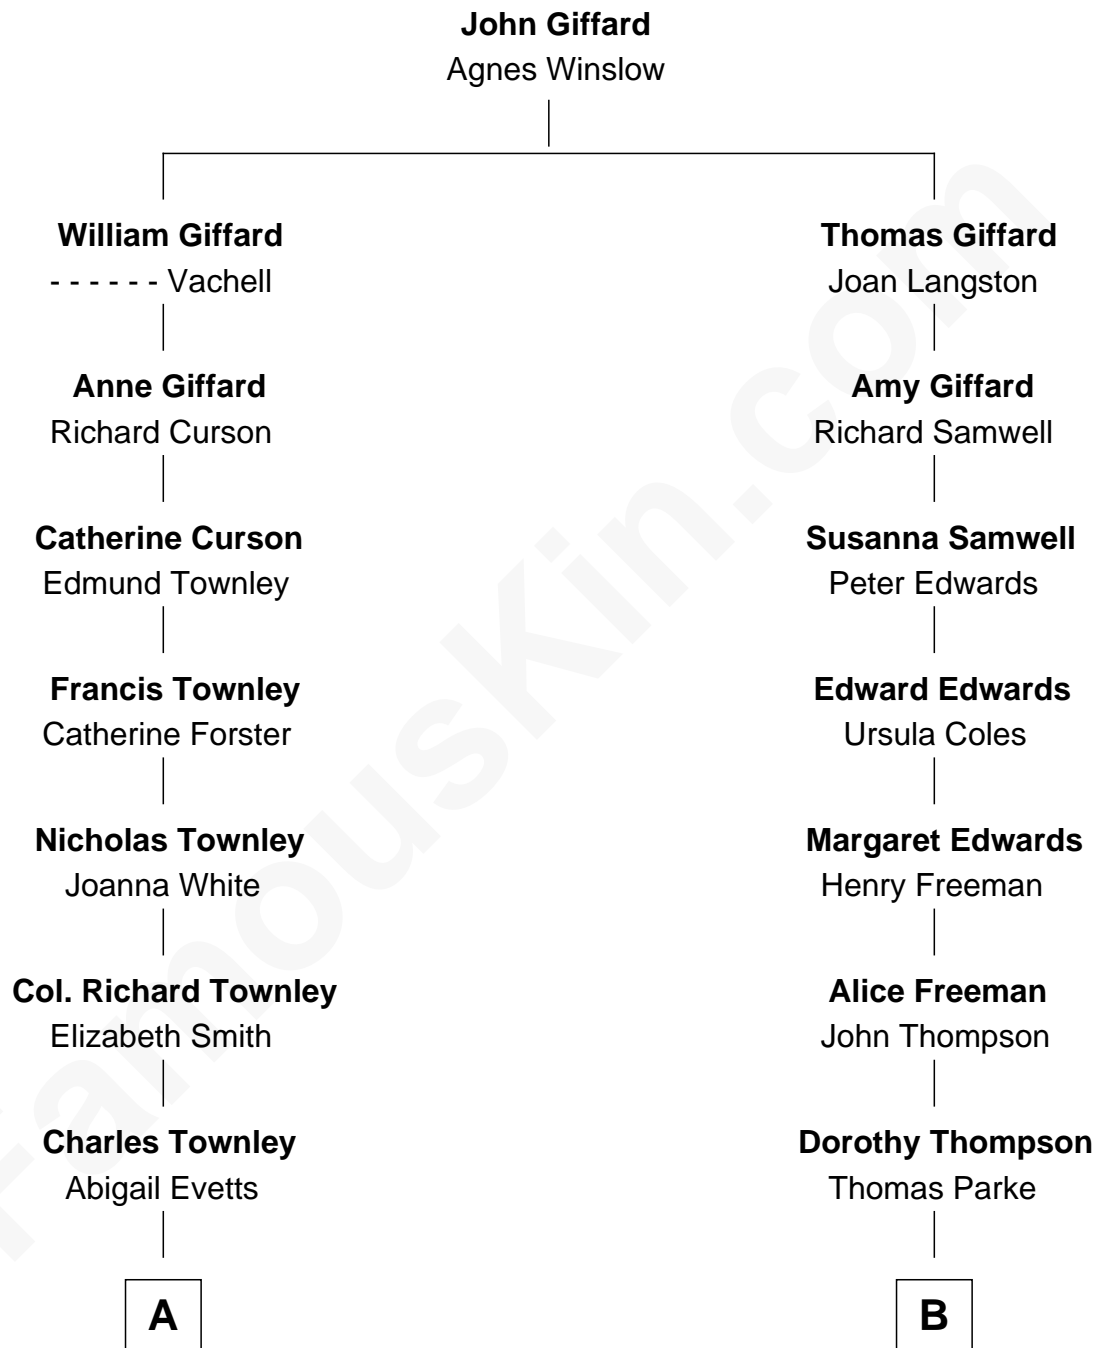 John Giffard
Agnes Winslow
William Giffard
- - - - - - Vachell
Thomas Giffard
Joan Langston
Anne Giffard
Richard Curson
Amy Giffard
Richard Samwell
Catherine Curson
Edmund Townley
Susanna Samwell
Peter Edwards
Francis Townley
Catherine Forster
Edward Edwards
Ursula Coles
Nicholas Townley
Joanna White
Margaret Edwards
Henry Freeman
Col. Richard Townley
Elizabeth Smith
Alice Freeman
John Thompson
Charles Townley
Abigail Evetts
Dorothy Thompson
Thomas Parke
A
B
FamousKin.com